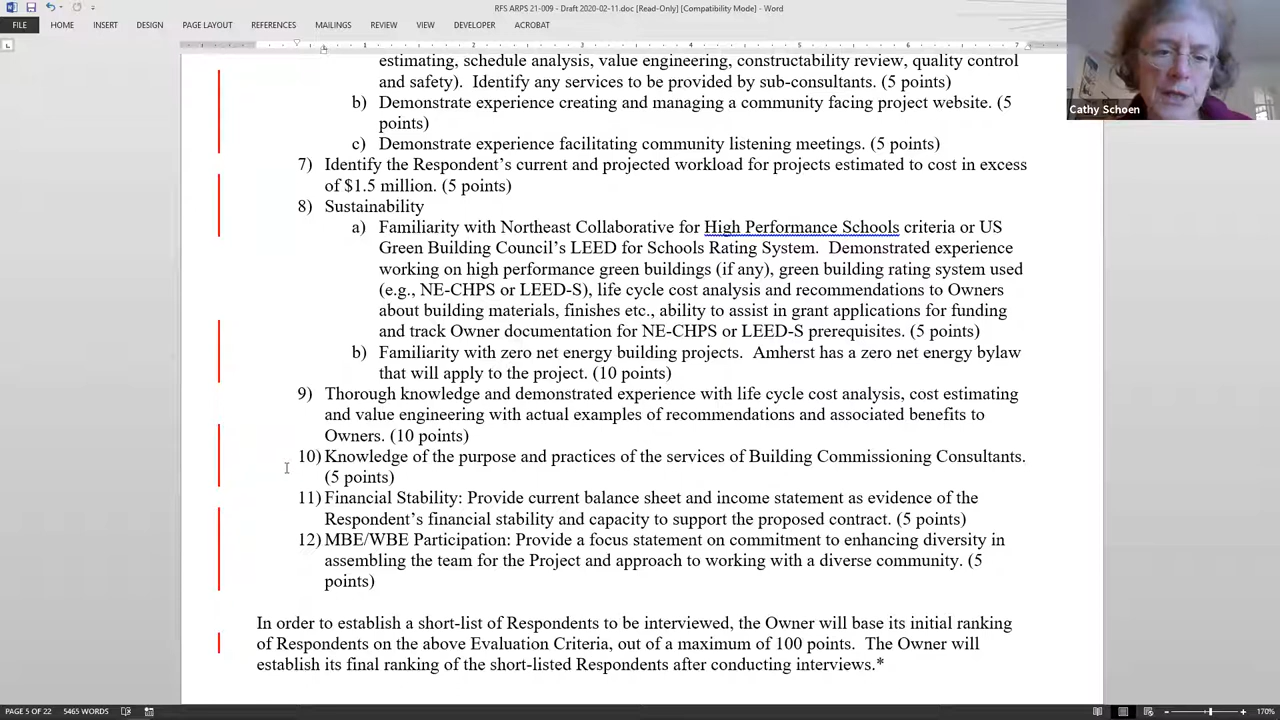 RFS ARPS 21-009 - Draft 2020-02-11.doc [Read-Only] [Compatibility Mode] - Word
FILE HOME INSERT DESIGN PAGE LAYOUT REFERENCES MAILINGS REVIEW VIEW DEVELOPER ACROBAT
1 2 3 4 5 6 7
Cathy Schoen
estimating, schedule analysis, value engineering, constructability review, quality control
and safety). Identify any services to be provided by sub-consultants. (5 points)
b) Demonstrate experience creating and managing a community facing project website. (5
points)
c) Demonstrate experience facilitating community listening meetings. (5 points)
7) Identify the Respondent's current and projected workload for projects estimated to cost in excess
of $1.5 million. (5 points)
8) Sustainability
a) Familiarity with Northeast Collaborative for High Performance Schools criteria or US
Green Building Council's LEED for Schools Rating System. Demonstrated experience
working on high performance green buildings (if any), green building rating system used
(e.g., NE-CHPS or LEED-S), life cycle cost analysis and recommendations to Owners
about building materials, finishes etc., ability to assist in grant applications for funding
and track Owner documentation for NE-CHPS or LEED-S prerequisites. (5 points)
b) Familiarity with zero net energy building projects. Amherst has a zero net energy bylaw
that will apply to the project. (10 points)
9) Thorough knowledge and demonstrated experience with life cycle cost analysis, cost estimating
and value engineering with actual examples of recommendations and associated benefits to
Owners. (10 points)
10) Knowledge of the purpose and practices of the services of Building Commissioning Consultants.
(5 points)
11) Financial Stability: Provide current balance sheet and income statement as evidence of the
Respondent's financial stability and capacity to support the proposed contract. (5 points)
12) MBE/WBE Participation: Provide a focus statement on commitment to enhancing diversity in
assembling the team for the Project and approach to working with a diverse community. (5
points)
In order to establish a short-list of Respondents to be interviewed, the Owner will base its initial ranking
of Respondents on the above Evaluation Criteria, out of a maximum of 100 points. The Owner will
establish its final ranking of the short-listed Respondents after conducting interviews.*
PAGE 5 OF 22 5465 WORDS 170%